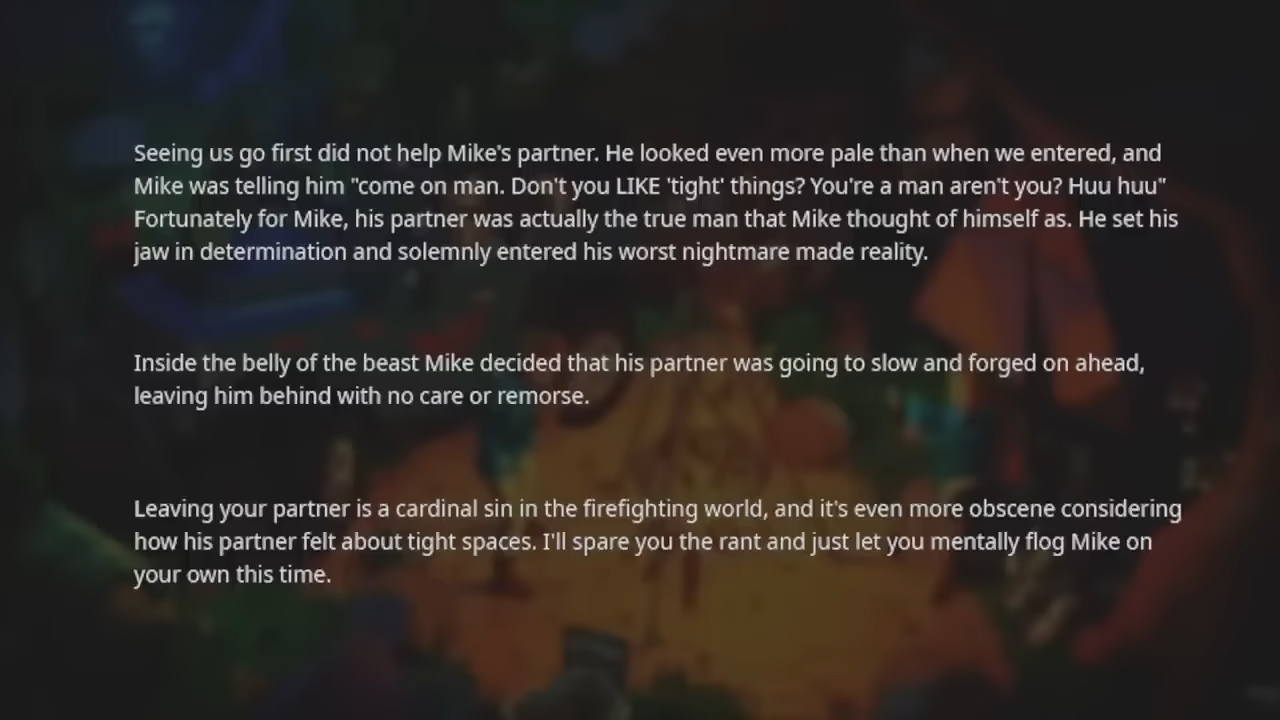 Seeing us go first did not help Mike's partner. He looked even more pale than when we entered, and
Mike was telling him "come on man. Don't you LIKE 'tight' things? You're a man aren't you? Huu huu"
Fortunately for Mike, his partner was actually the true man that Mike thought of himself as. He set his
jaw in determination and solemnly entered his worst nightmare made reality.
Inside the belly of the beast Mike decided that his partner was going to slow and forged on ahead,
leaving him behind with no care or remorse.
Leaving your partner is a cardinal sin in the firefighting world, and it's even more obscene considering
how his partner felt about tight spaces. I'll spare you the rant and just let you mentally flog Mike on
your own this time.